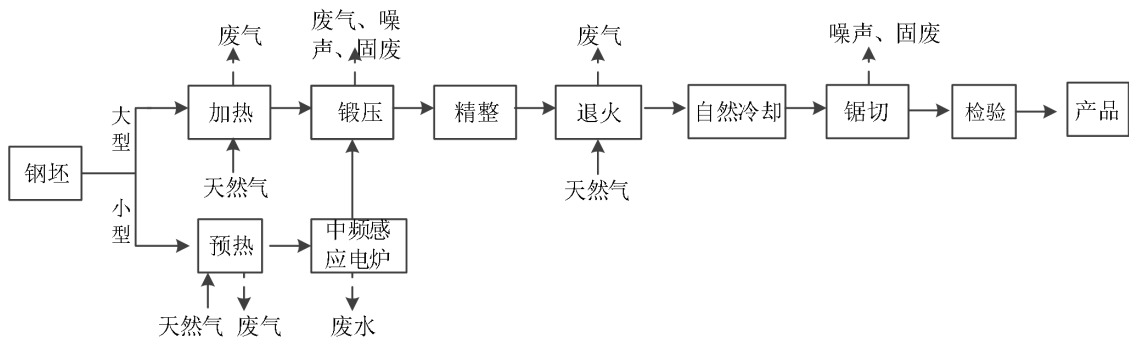 废气
废气、噪
声、固废
废气
噪声、固废
大型
加热
锻压
精整
退火
自然冷却
锯切
检验
产品
钢坯
天然气
天然气
小型
预热
中频感
应电炉
天然气
废气
废水